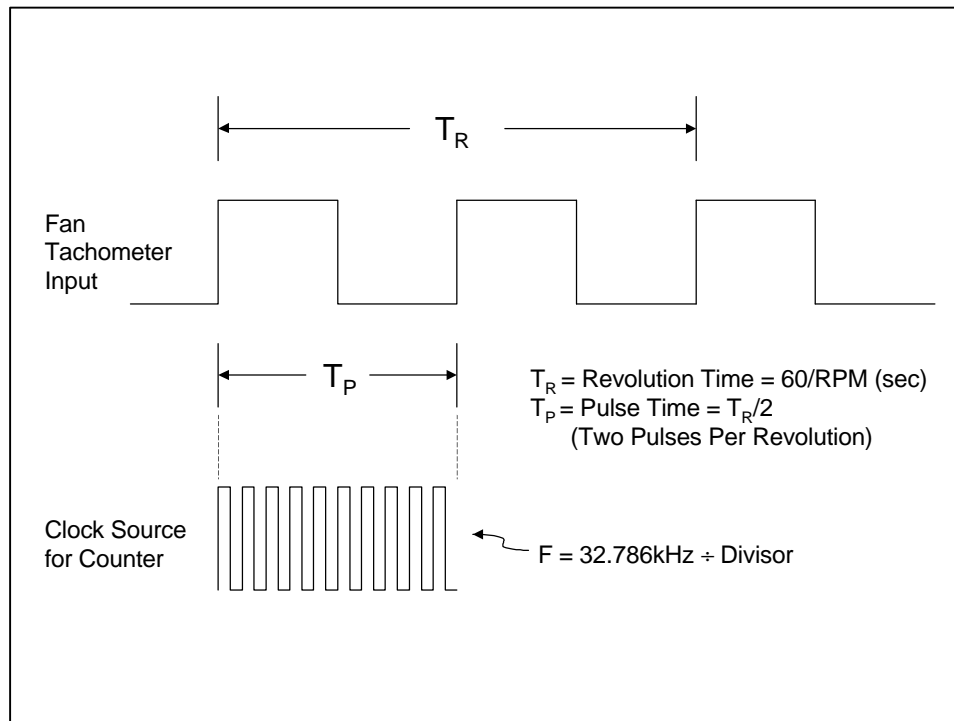 T_R
Fan
Tachometer
Input
T_P
T_R = Revolution Time = 60/RPM (sec)
T_P = Pulse Time = T_R/2
(Two Pulses Per Revolution)
Clock Source
for Counter
F = 32.786kHz ÷ Divisor